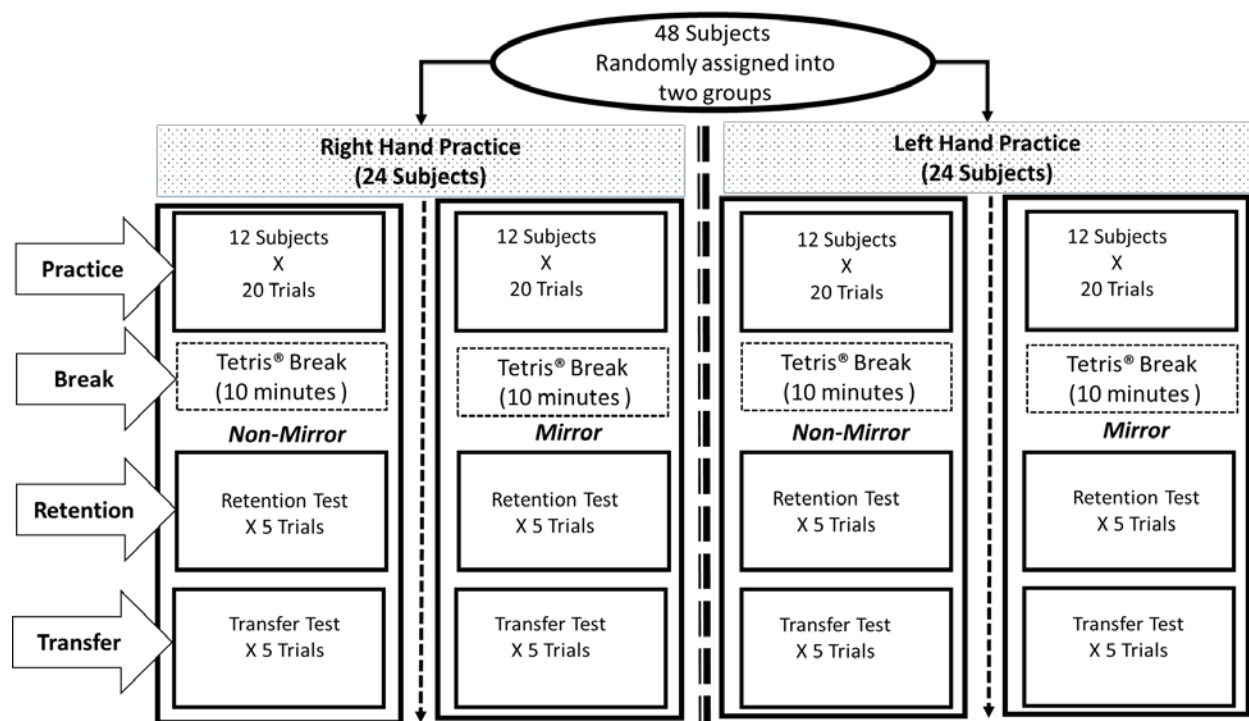 48 Subjects
Randomly assigned into
two groups
Right Hand Practice
(24 Subjects)
Left Hand Practice
(24 Subjects)
Practice
12 Subjects
X
20 Trials
12 Subjects
X
20 Trials
12 Subjects
X
20 Trials
12 Subjects
X
20 Trials
Break
Tetris® Break
(10 minutes )
Tetris® Break
(10 minutes )
Tetris® Break
(10 minutes )
Tetris® Break
(10 minutes )
Non-Mirror
Mirror
Non-Mirror
Mirror
Retention
Retention Test
X 5 Trials
Retention Test
X 5 Trials
Retention Test
X 5 Trials
Retention Test
X 5 Trials
Transfer
Transfer Test
X 5 Trials
Transfer Test
X 5 Trials
Transfer Test
X 5 Trials
Transfer Test
X 5 Trials